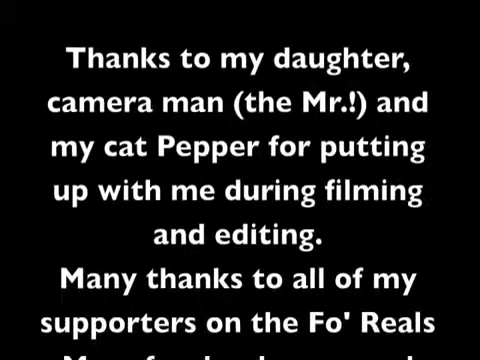 Thanks to my daughter,
camera man (the Mr.!) and
my cat Pepper for putting
up with me during filming
and editing.
Many thanks to all of my
supporters on the Fo' Reals